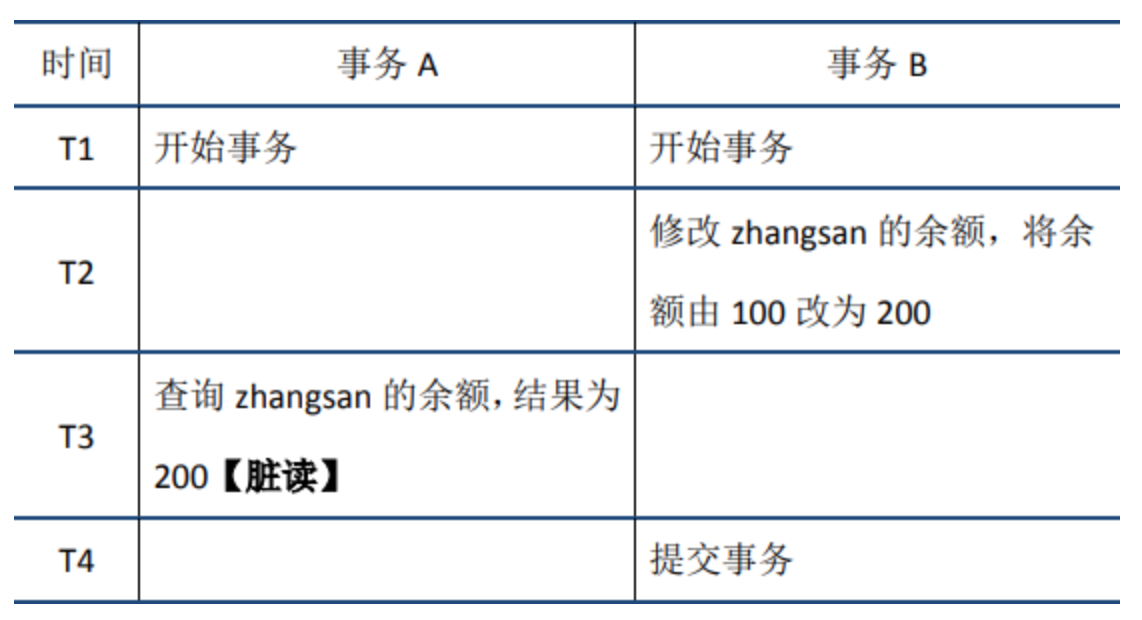 时间 事务 A 事务 B
T1 开始事务 开始事务
T2 修改 zhangsan 的余额，将余
额由 100 改为 200
T3 查询 zhangsan 的余额，结果为
200【脏读】
T4 提交事务